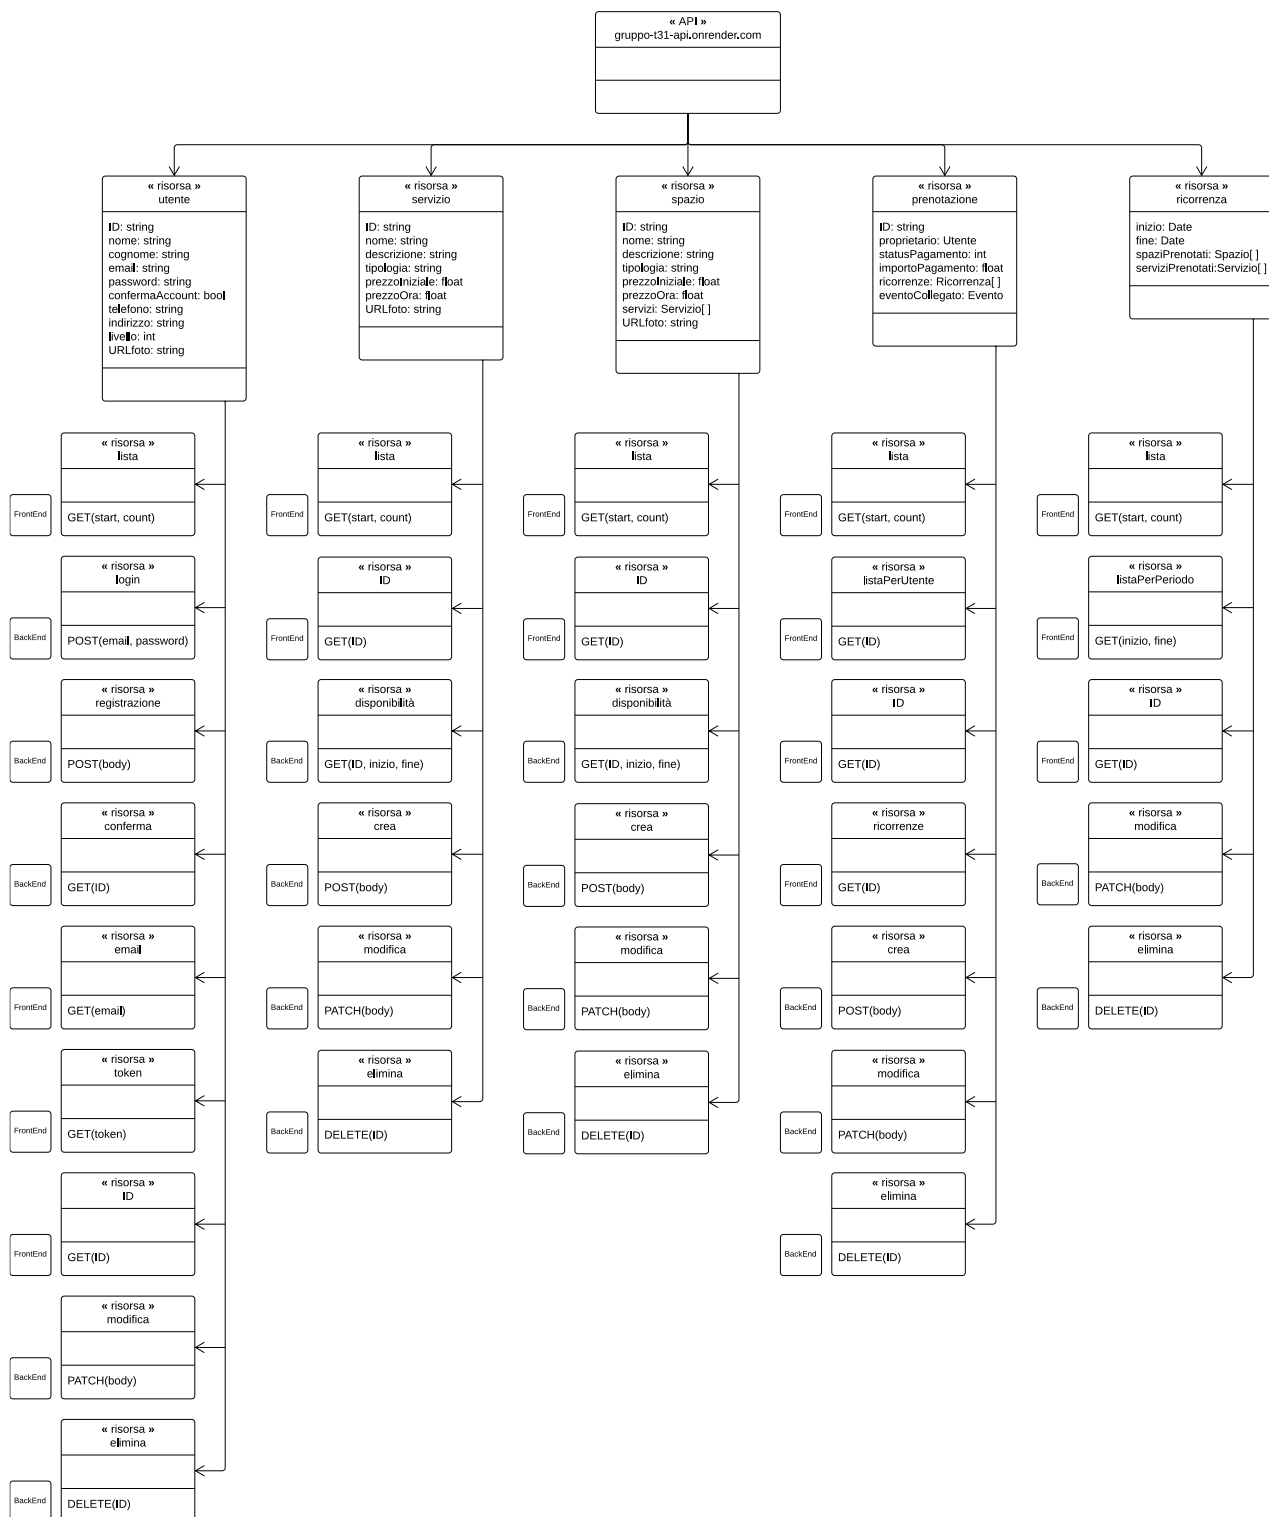 « API »
gruppo-t31-api.onrender.com
« risorsa »
utente
ID: string
nome: string
cognome: string
email: string
password: string
confermaAccount: bool
telefono: string
indirizzo: string
livello: int
URLfoto: string
« risorsa »
servizio
ID: string
nome: string
descrizione: string
tipologia: string
prezzoIniziale: float
prezzoOra: float
URLfoto: string
« risorsa »
spazio
ID: string
nome: string
descrizione: string
tipologia: string
prezzoIniziale: float
prezzoOra: float
servizi: Servizio[ ]
URLfoto: string
« risorsa »
prenotazione
ID: string
proprietario: Utente
statusPagamento: int
importoPagamento: float
ricorrenze: Ricorrenza[ ]
eventoCollegato: Evento
« risorsa »
ricorrenza
inizio: Date
fine: Date
spaziPrenotati: Spazio[ ]
serviziPrenotati:Servizio[ ]
« risorsa »
lista
FrontEnd
GET(start, count)
« risorsa »
login
BackEnd
POST(email, password)
« risorsa »
registrazione
BackEnd
POST(body)
« risorsa »
conferma
BackEnd
GET(ID)
« risorsa »
email
FrontEnd
GET(email)
« risorsa »
token
FrontEnd
GET(token)
« risorsa »
ID
FrontEnd
GET(ID)
« risorsa »
modifica
BackEnd
PATCH(body)
« risorsa »
elimina
BackEnd
DELETE(ID)
« risorsa »
lista
FrontEnd
GET(start, count)
« risorsa »
ID
FrontEnd
GET(ID)
« risorsa »
disponibilità
BackEnd
GET(ID, inizio, fine)
« risorsa »
crea
BackEnd
POST(body)
« risorsa »
modifica
BackEnd
PATCH(body)
« risorsa »
elimina
BackEnd
DELETE(ID)
« risorsa »
lista
FrontEnd
GET(start, count)
« risorsa »
ID
FrontEnd
GET(ID)
« risorsa »
disponibilità
BackEnd
GET(ID, inizio, fine)
« risorsa »
crea
BackEnd
POST(body)
« risorsa »
modifica
BackEnd
PATCH(body)
« risorsa »
elimina
BackEnd
DELETE(ID)
« risorsa »
lista
FrontEnd
GET(start, count)
« risorsa »
listaPerUtente
FrontEnd
GET(ID)
« risorsa »
ID
FrontEnd
GET(ID)
« risorsa »
ricorrenze
FrontEnd
GET(ID)
« risorsa »
crea
BackEnd
POST(body)
« risorsa »
modifica
BackEnd
PATCH(body)
« risorsa »
elimina
BackEnd
DELETE(ID)
« risorsa »
lista
FrontEnd
GET(start, count)
« risorsa »
listaPerPeriodo
FrontEnd
GET(inizio, fine)
« risorsa »
ID
FrontEnd
GET(ID)
« risorsa »
modifica
BackEnd
PATCH(body)
« risorsa »
elimina
BackEnd
DELETE(ID)